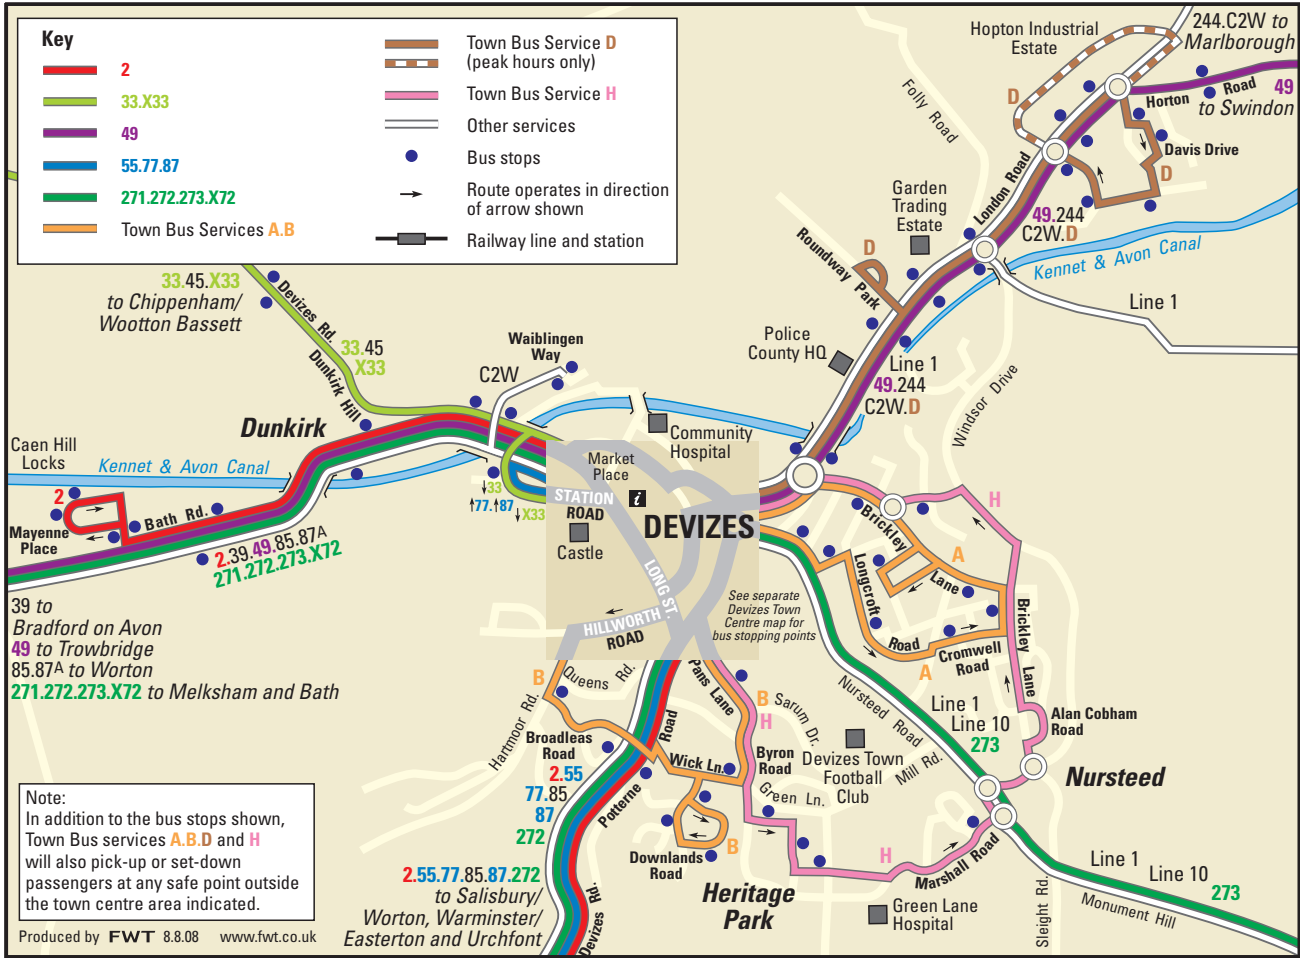 Key
2
33.X33
49
55.77.87
271.272.273.X72
Town Bus Services A.B
Town Bus Service D
(peak hours only)
Town Bus Service H
Other services
Bus stops
Route operates in direction
of arrow shown
Railway line and station
Hopton Industrial
Estate
244.C2W to
Marlborough
Folly Road
D
Horton Road
49
to Swindon
Davis Drive
D
London Road
Garden
Trading
Estate
49.244
C2W.D
Roundway Park
D
Kennet & Avon Canal
Line 1
33.45.X33
to Chippenham/
Wootton Bassett
Devizes Rd.
Dunkirk Hill
33.45
X33
Waiblingen
Way
C2W
Police
County HQ
Line 1
49.244
C2W.D
Windsor Drive
Dunkirk
Caen Hill
Locks
Kennet & Avon Canal
Community
Hospital
Market
Place
i
STATION
ROAD
DEVIZES
Castle
33
77.87
X33
2
Bath Rd.
Mayenne
Place
2.39.49.85.87A
271.272.273.X72
H
Brickley
Lane
A
Longcroft
Road
Cromwell
Road
A
Brickley Lane
LONG ST.
HILLWORTH
ROAD
See separate
Devizes Town
Centre map for
bus stopping points
39 to
Bradford on Avon
49 to Trowbridge
85.87A to Worton
271.272.273.X72 to Melksham and Bath
B
Queens Rd.
Hartmoor Rd.
Pans Lane
B
H
Sarum Dr.
Nursteed Road
Line 1
Line 10
273
Alan Cobham
Road
Broadleas
Road
Potterne
Road
Wick Ln.
Byron
Road
Devizes Town
Football
Club
Mill Rd.
Nursteed
2.55
77.85
87
272
Green Ln.
Downlands
Road
B
H
Marshall Road
Heritage
Park
Green Lane
Hospital
Line 1
Line 10
273
Monument Hill
Sleight Rd.
2.55.77.85.87.272
to Salisbury/
Worton, Warminster/
Easterton and Urchfont
Devizes Rd.
Note:
In addition to the bus stops shown,
Town Bus services A.B.D and H
will also pick-up or set-down
passengers at any safe point outside
the town centre area indicated.
Produced by FWT 8.8.08 www.fwt.co.uk